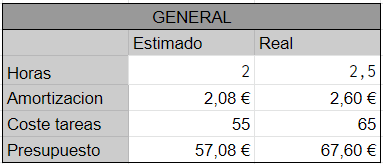 GENERAL
Estimado Real
Horas 2 2,5
Amortizacion 2,08 € 2,60 €
Coste tareas 55 65
Presupuesto 57,08 € 67,60 €